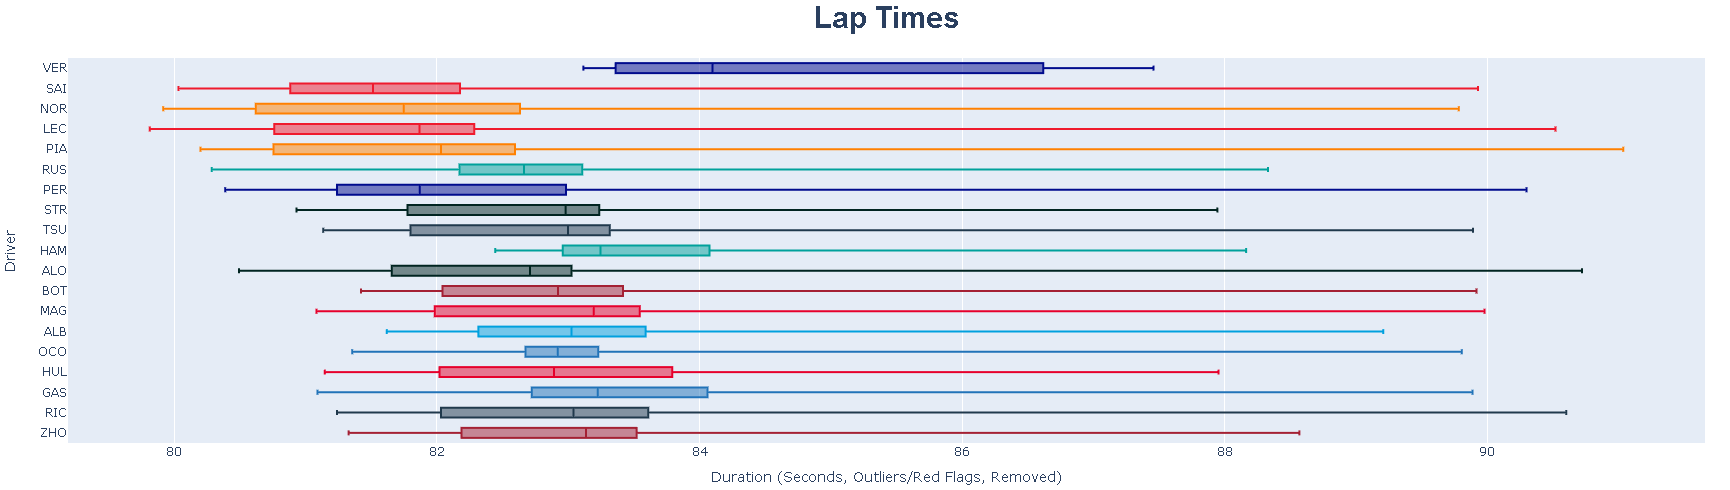 Lap Times
Driver
VER
SAI
NOR
LEC
PIA
RUS
PER
STR
TSU
HAM
ALO
BOT
MAG
ALB
OCO
HUL
GAS
RIC
ZHO
80 82 84 86 88 90
Duration (Seconds, Outliers/Red Flags, Removed)